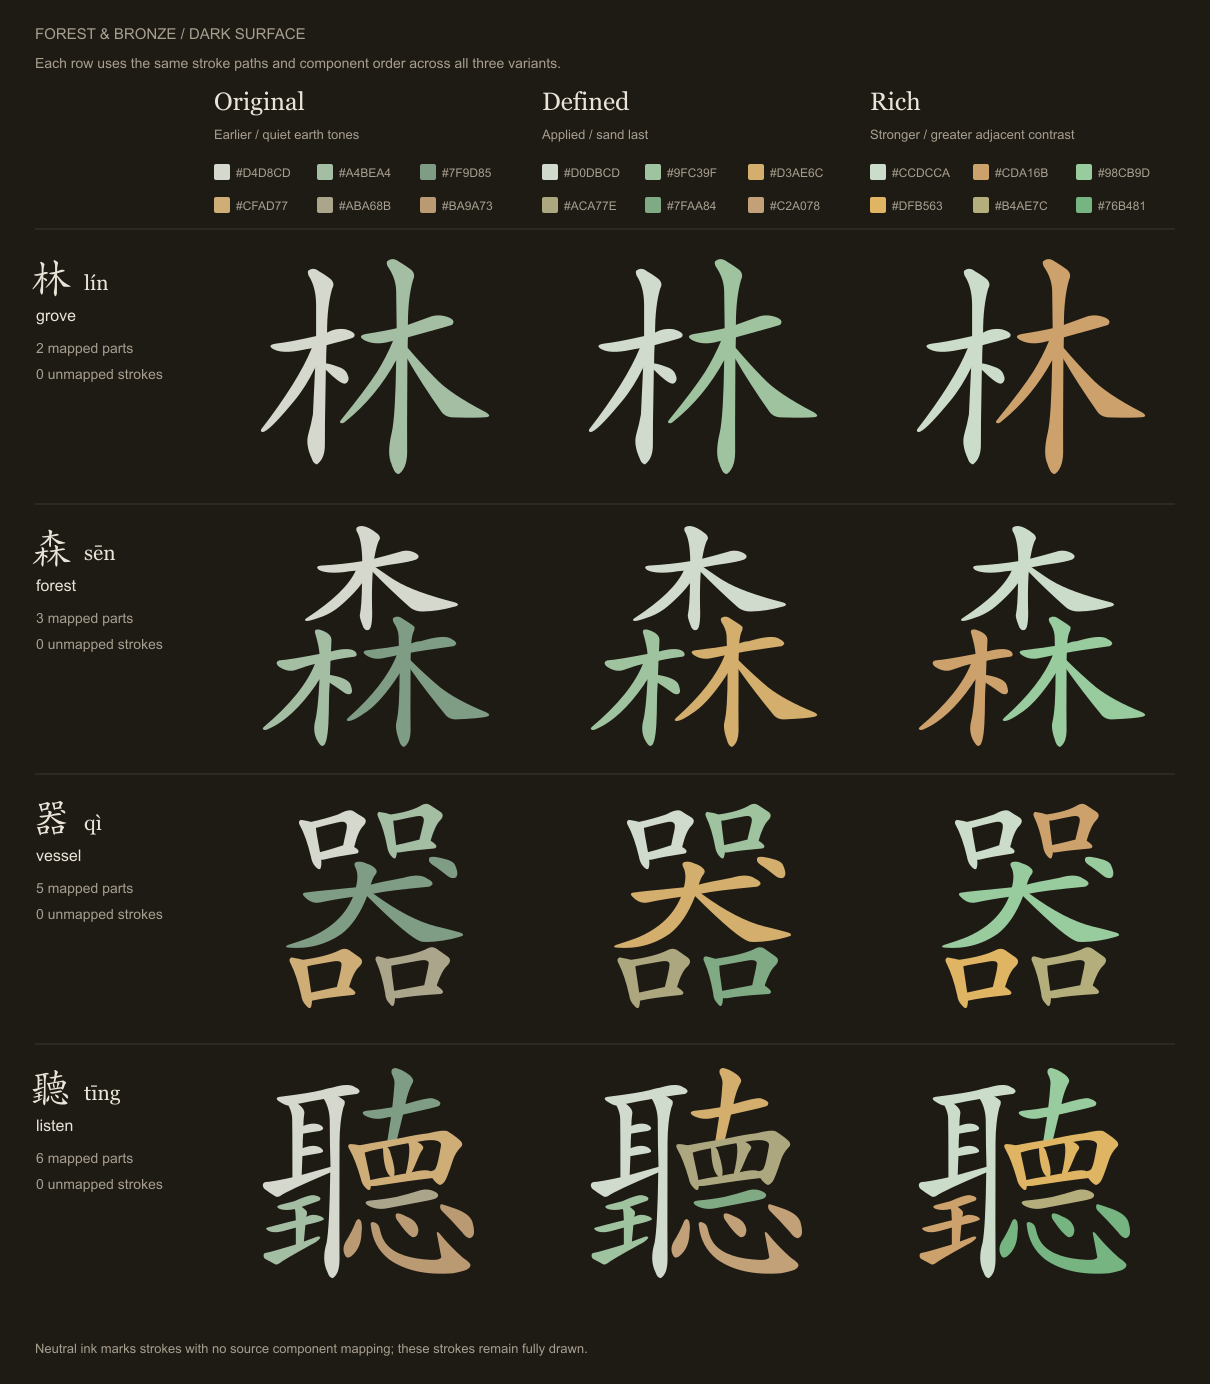 FOREST & BRONZE / DARK SURFACE
Each row uses the same stroke paths and component order across all three variants.
Original
Earlier / quiet earth tones
#D4D8CD #A4BEA4 #7F9D85
#CFAD77 #ABA68B #BA9A73
Defined
Applied / sand last
#D0DBCD #9FC39F #D3AE6C
#ACA77E #7FAA84 #C2A078
Rich
Stronger / greater adjacent contrast
#CCDCCA #CDA16B #98CB9D
#DFB563 #B4AE7C #76B481
林 lín
grove
2 mapped parts
0 unmapped strokes
林 林 林
森 sēn
forest
3 mapped parts
0 unmapped strokes
森 森 森
器 qì
vessel
5 mapped parts
0 unmapped strokes
器 器 器
聽 tīng
listen
6 mapped parts
0 unmapped strokes
聽 聽 聽
Neutral ink marks strokes with no source component mapping; these strokes remain fully drawn.